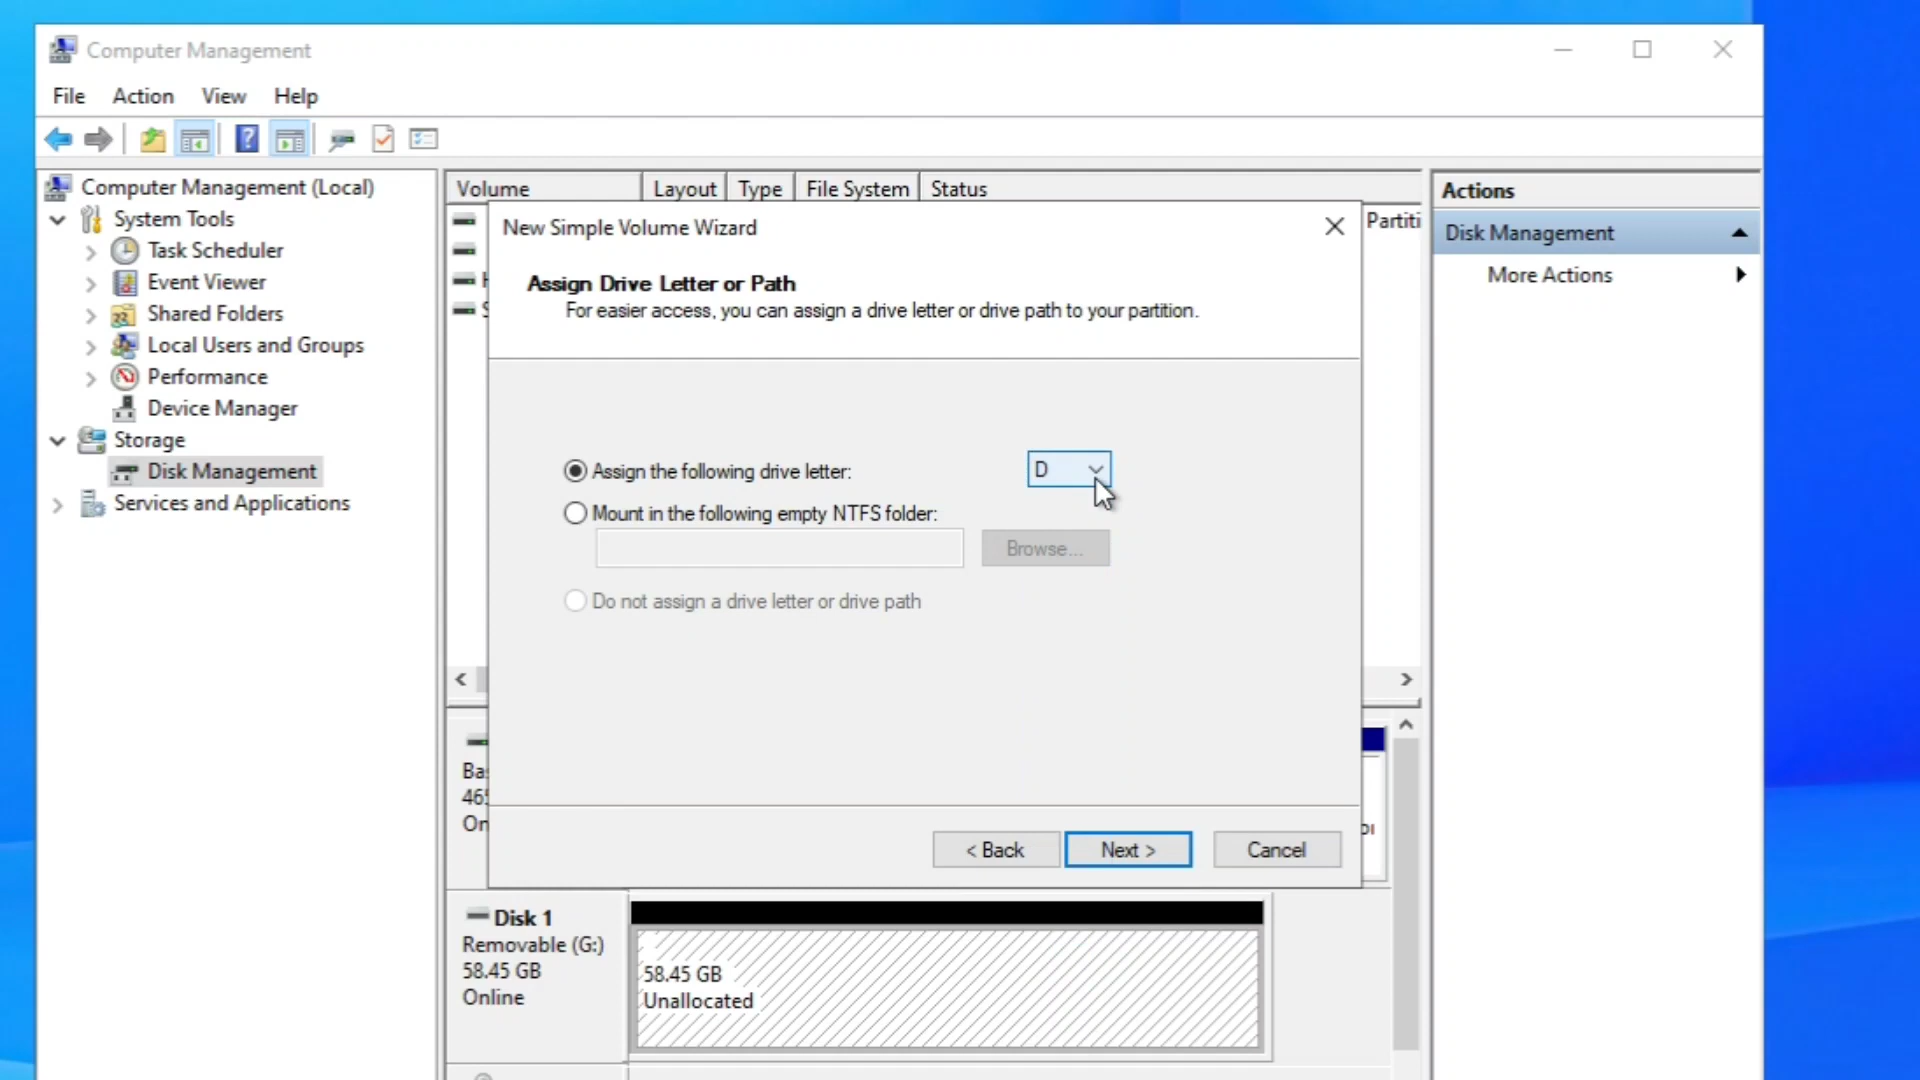 Computer Management
File Action View Help
Computer Management (Local)
System Tools
Task Scheduler
Event Viewer
Shared Folders
Local Users and Groups
Performance
Device Manager
Storage
Disk Management
Services and Applications
Volume Layout Type File System Status
New Simple Volume Wizard
Assign Drive Letter or Path
For easier access, you can assign a drive letter or drive path to your partition.
Assign the following drive letter: D
Mount in the following empty NTFS folder:
Browse...
Do not assign a drive letter or drive path
< Back Next > Cancel
Partiti
Bas
465
On
Disk 1
Removable (G:)
58.45 GB
Online
58.45 GB
Unallocated
Actions
Disk Management
More Actions